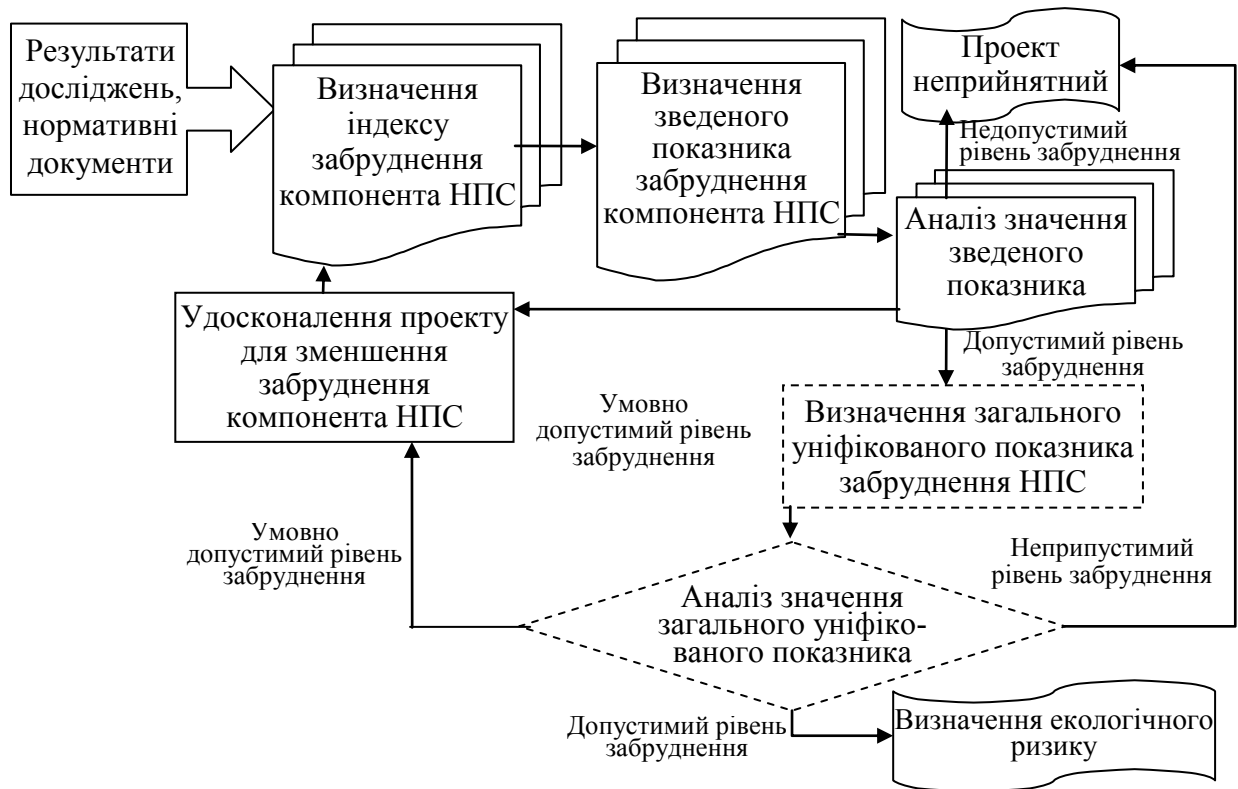 Результати
досліджень,
нормативні
документи
Визначення
індексу
забруднення
компонента НПС
Визначення
зведеного
показника
забруднення
компонента НПС
Проект
неприйнятний
Недопустимий
рівень забруднення
Аналіз значення
зведеного
показника
Удосконалення проекту
для зменшення
забруднення
компонента НПС
Допустимий рівень
забруднення
Умовно
допустимий рівень
забруднення
Визначення загального
уніфікованого показника
забруднення НПС
Умовно
допустимий рівень
забруднення
Неприпустимий
рівень забруднення
Аналіз значення
загального уніфіко-
ваного показника
Допустимий рівень
забруднення
Визначення екологічного
ризику